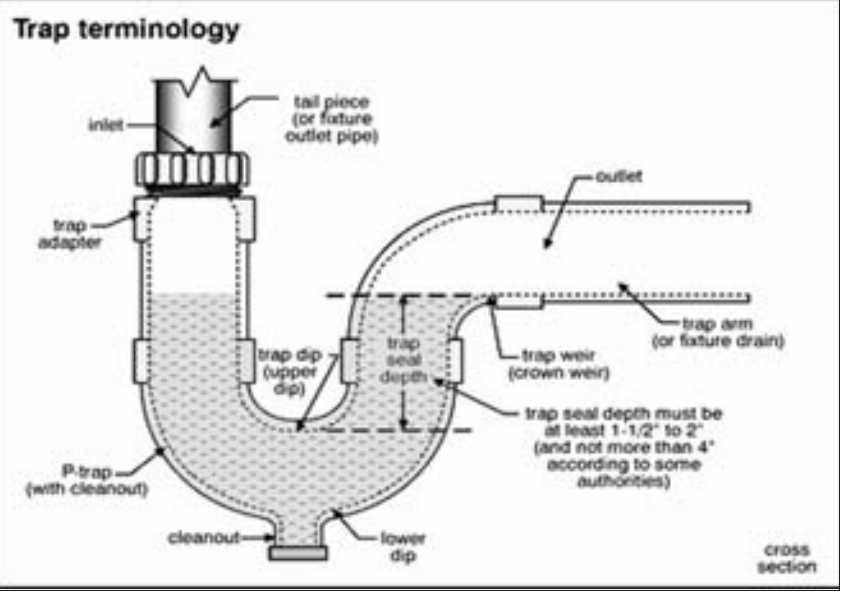 Trap terminology
tail piece
(or fixture
outlet pipe)
inlet
outlet
trap
adapter
trap dip
(upper
dip)
trap
seal
depth
trap arm
(or fixture drain)
trap weir
(crown weir)
trap seal depth must be
at least 1-1/2" to 2"
(and not more than 4"
according to some
authorities)
P-trap
(with cleanout)
cleanout
lower
dip
cross
section